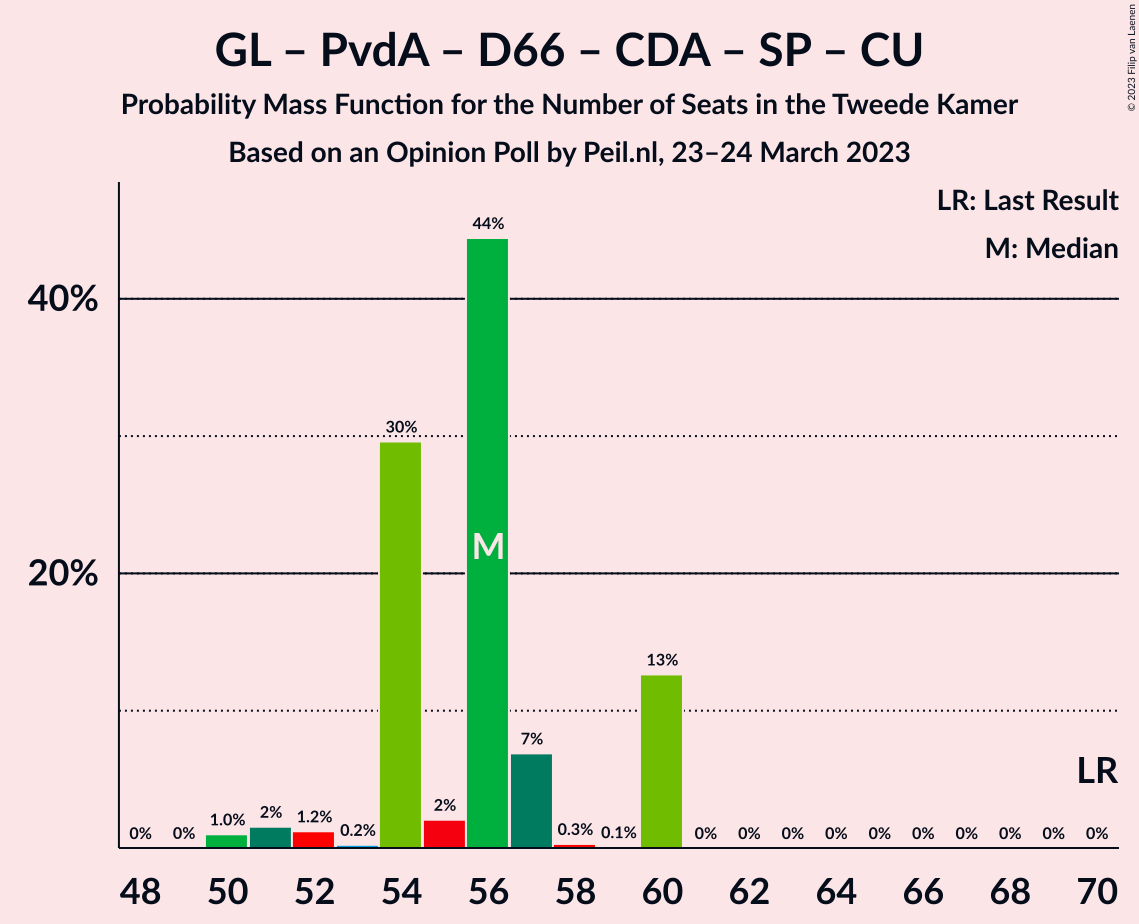 GL – PvdA – D66 – CDA – SP – CU
Probability Mass Function for the Number of Seats in the Tweede Kamer
Based on an Opinion Poll by Peil.nl, 23–24 March 2023
© 2023 Filip van Laenen
LR: Last Result
M: Median
40%
20%
0% 0% 1.0% 2% 1.2% 0.2% 30% 2% 44% 7% 0.3% 0.1% 13% 0% 0% 0% 0% 0% 0% 0% 0% 0% 0%
M
LR
48 50 52 54 56 58 60 62 64 66 68 70